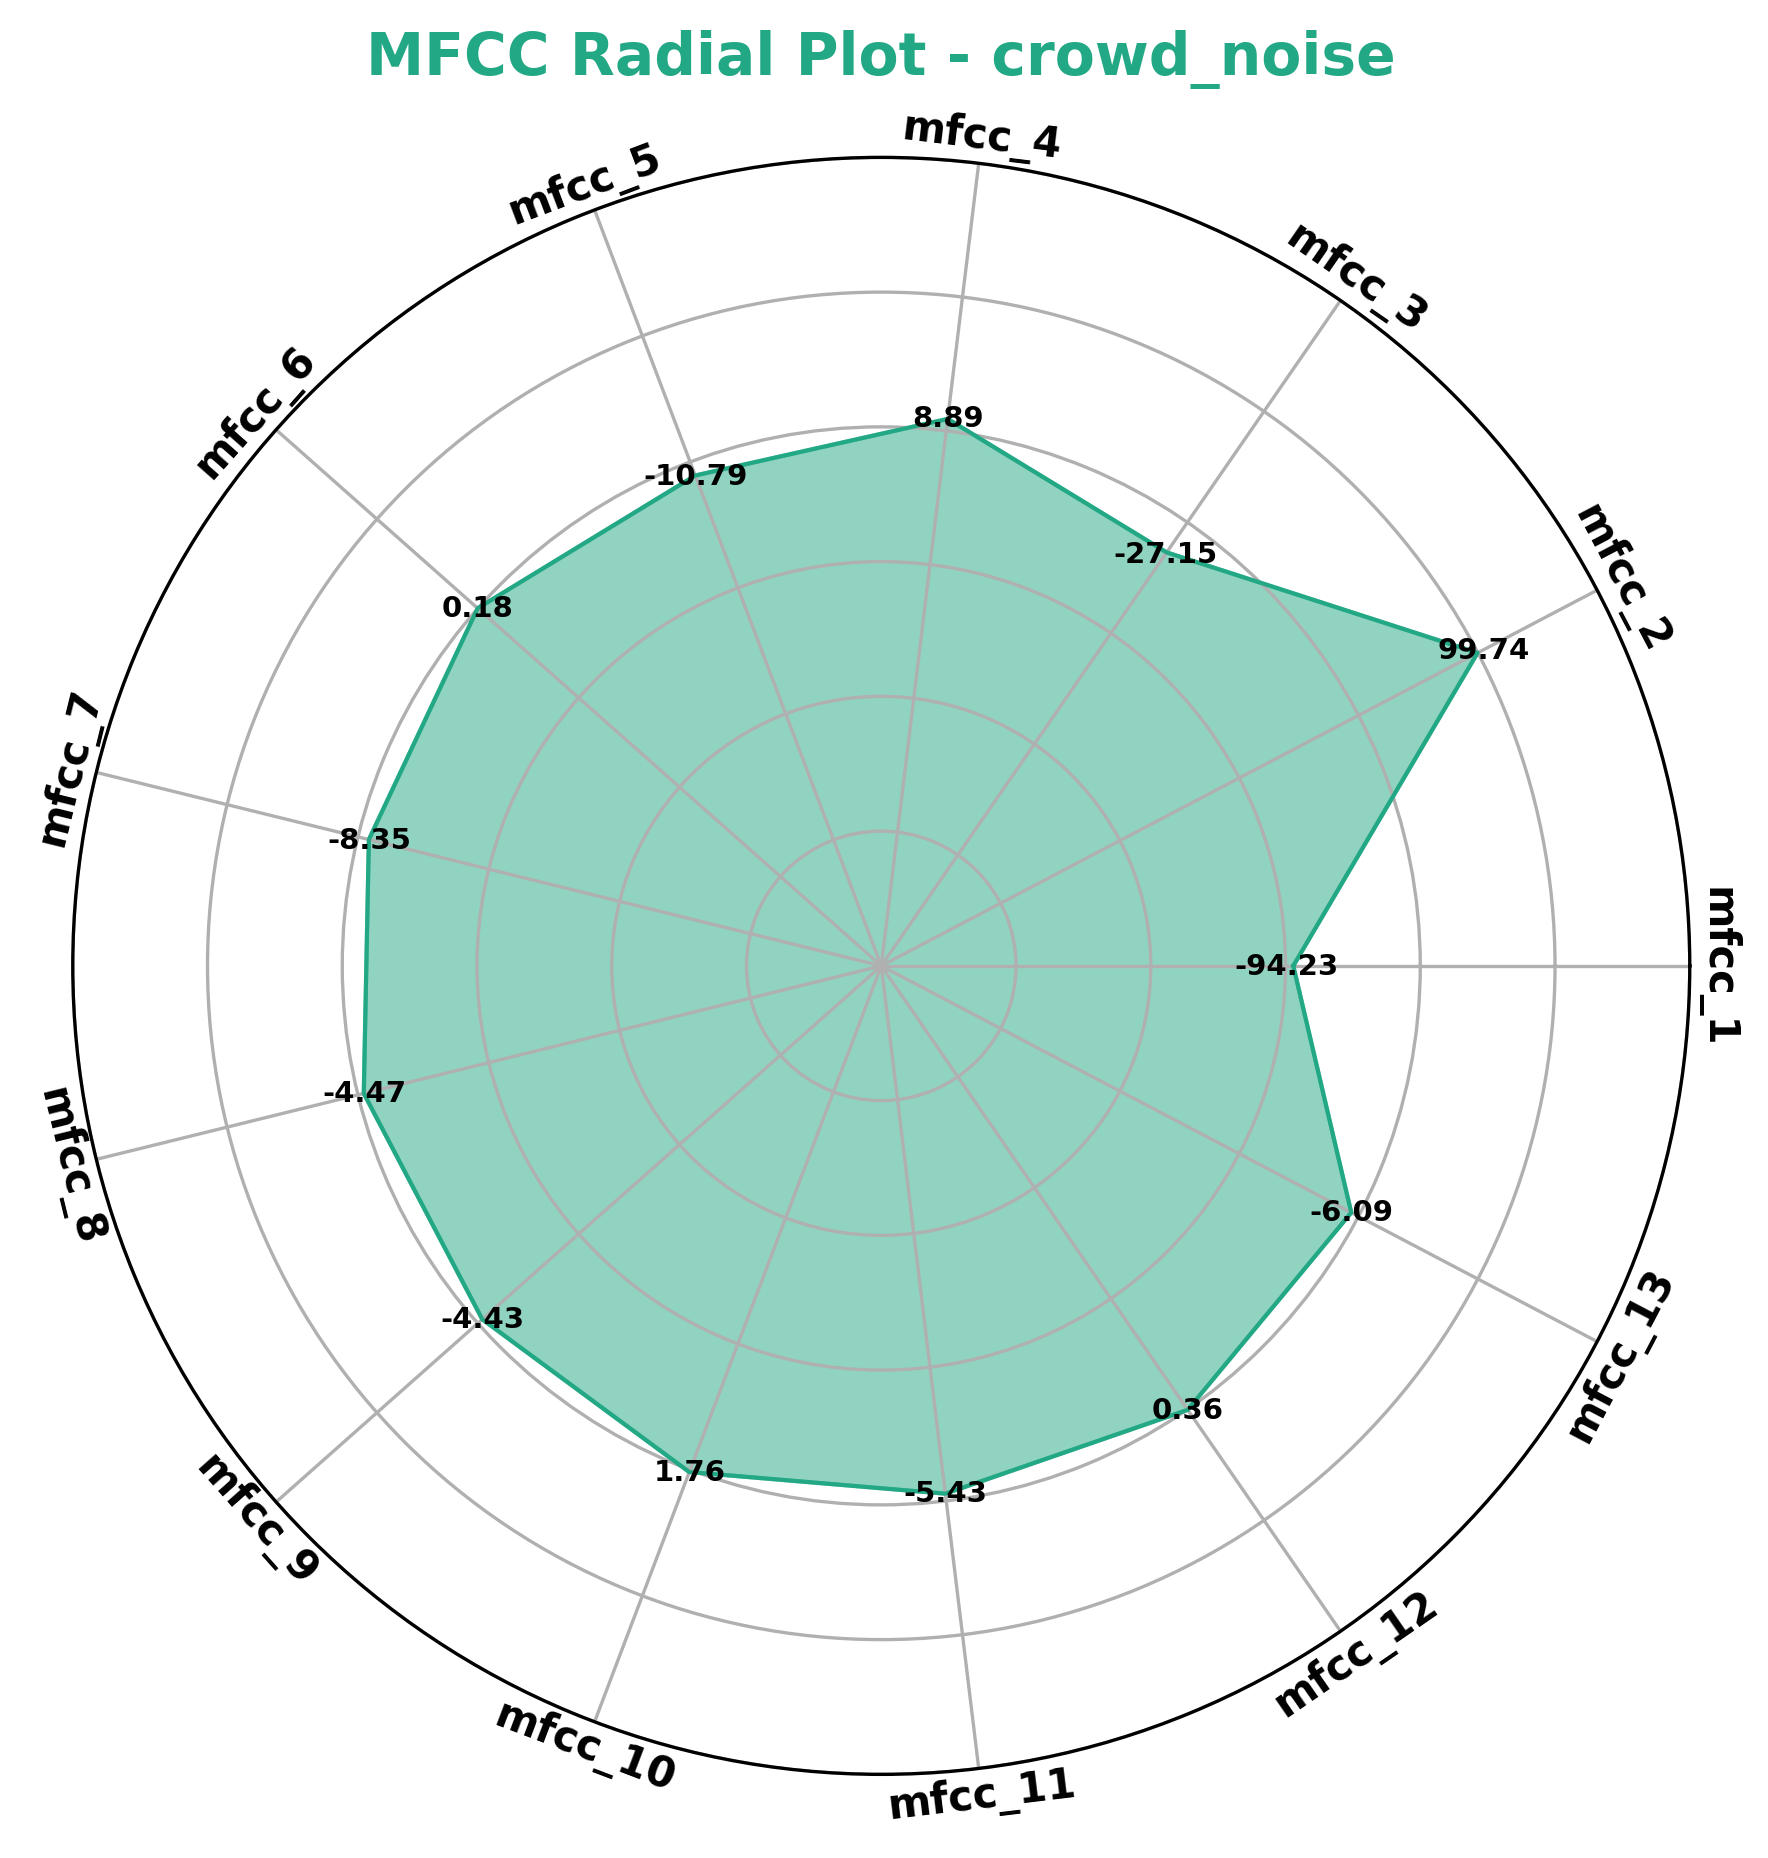 MFCC Radial Plot - crowd_noise
mfcc_4
mfcc_5
mfcc_3
mfcc_6
mfcc_2
mfcc_7
mfcc_1
mfcc_8
mfcc_13
mfcc_9
mfcc_12
mfcc_10
mfcc_11
8.89
-10.79
-27.15
0.18
99.74
-8.35
-94.23
-4.47
-6.09
-4.43
0.36
1.76
-5.43